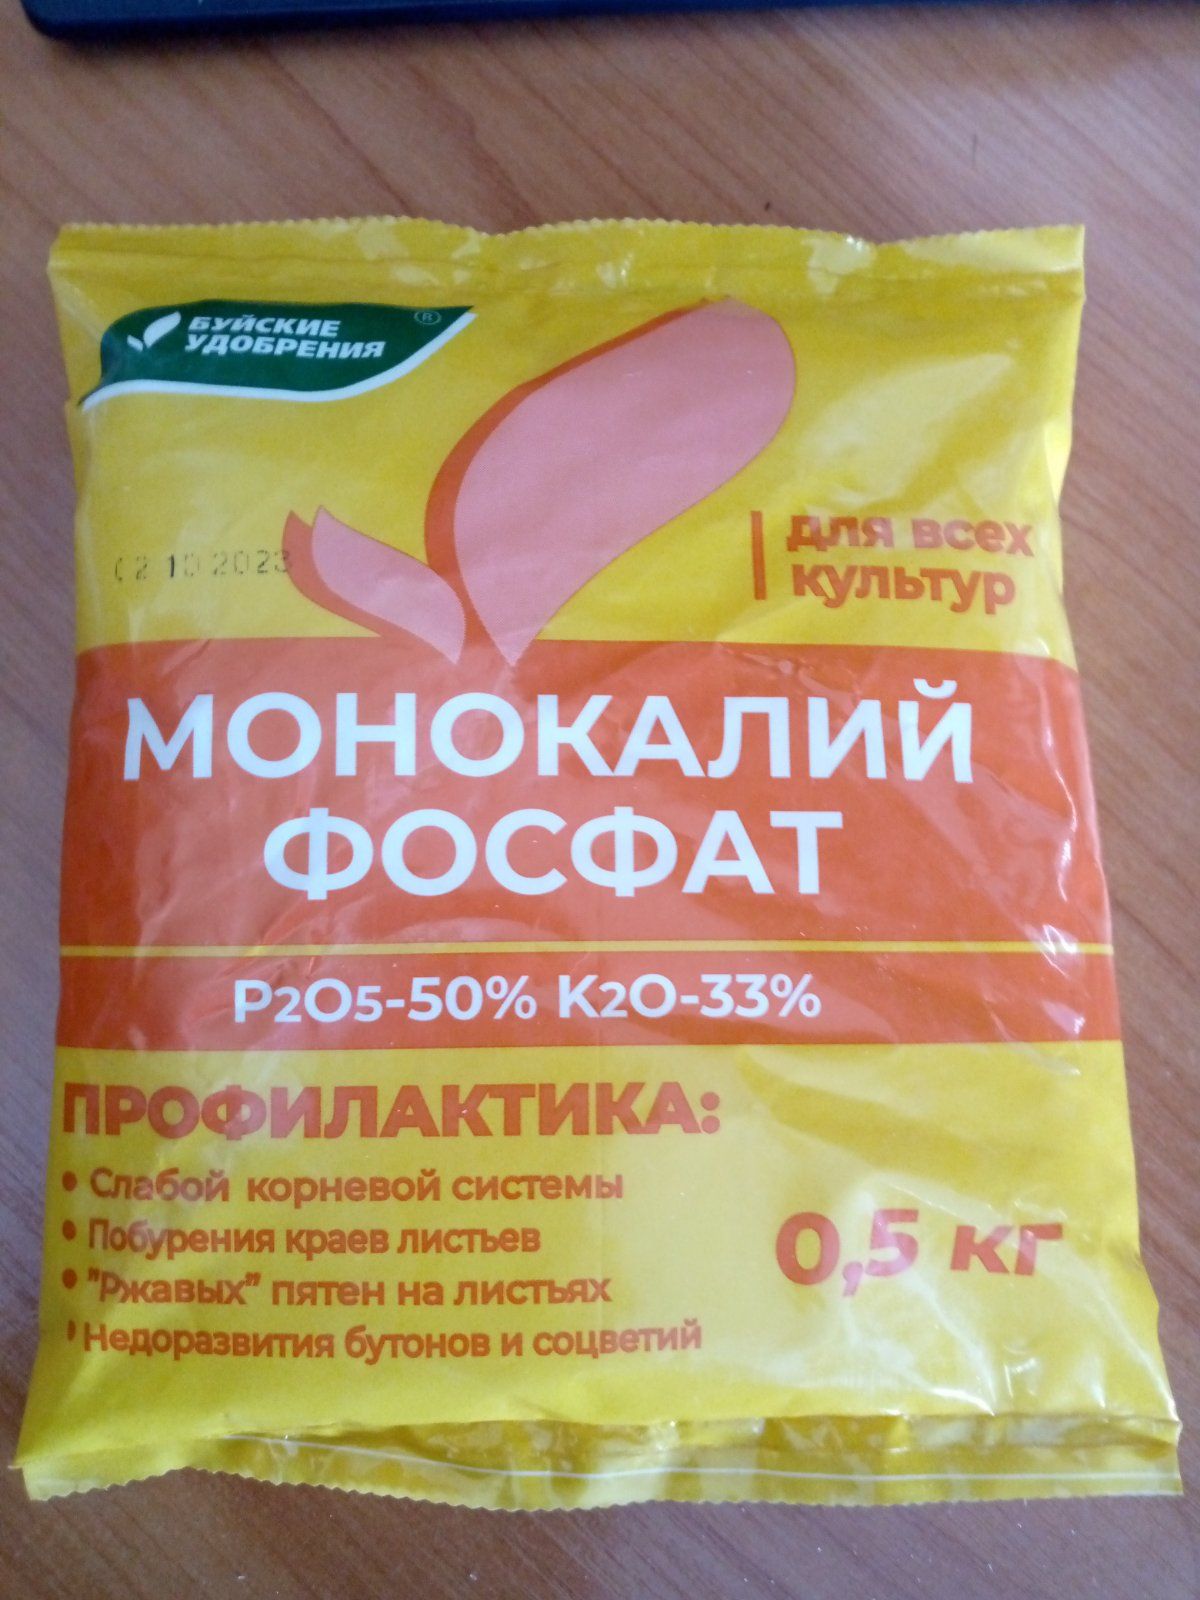 БУЙСКИЕ
УДОБРЕНИЯ ®
для всех
культур
02 10 2023
МОНОКАЛИЙ
ФОСФАТ
P2O5-50% K2O-33%
ПРОФИЛАКТИКА:
• Слабой корневой системы
• Побурения краев листьев
• "Ржавых" пятен на листьях
• Недоразвития бутонов и соцветий
0,5 кг